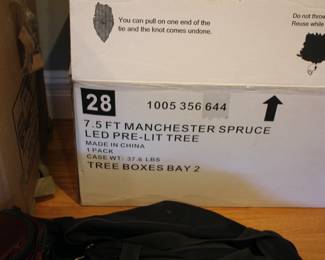 You can pull on one end of the
tie and the knot comes undone.
Do not throw
Reuse while
28
1005 356 644
7.5 FT MANCHESTER SPRUCE
LED PRE-LIT TREE
MADE IN CHINA
1 PACK
CASE WT: 37.6 LBS
TREE BOXES BAY 2